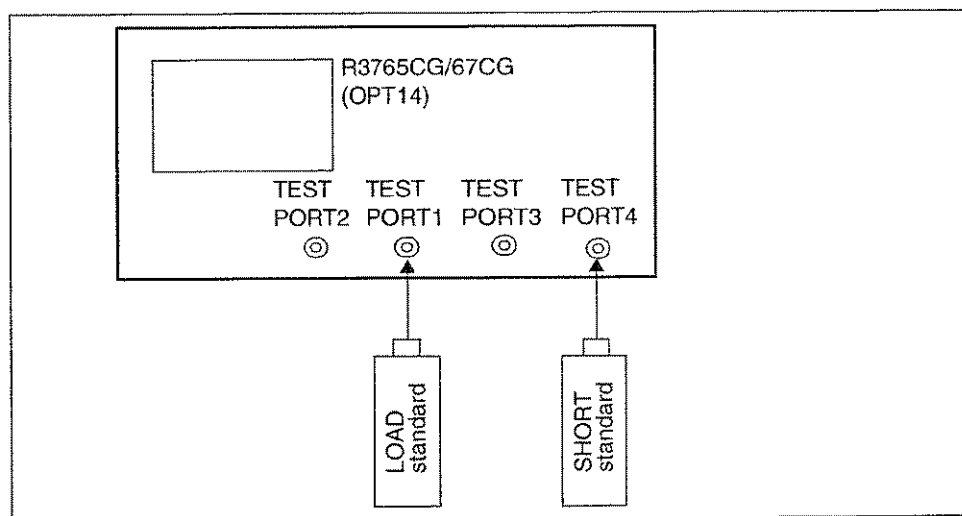 R3765CG/67CG
(OPT14)
TEST TEST TEST TEST
PORT2 PORT1 PORT3 PORT4
LOAD
standard
SHORT
standard